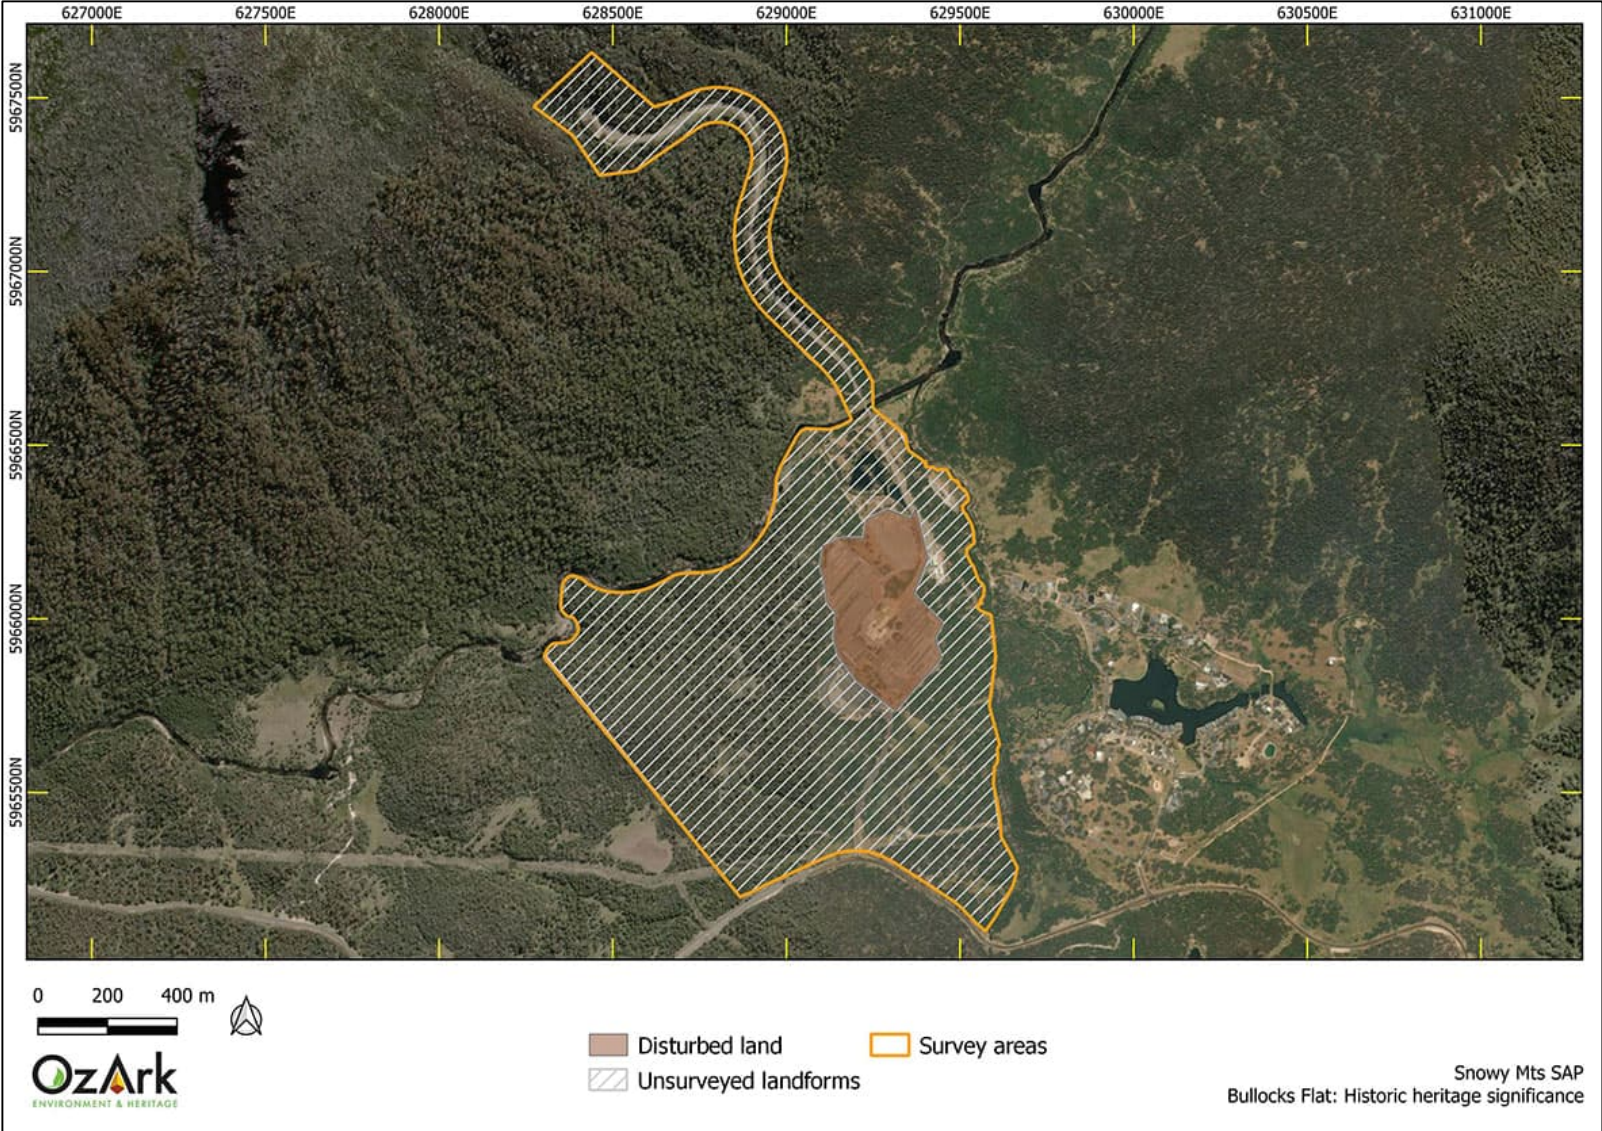 627000E 627500E 628000E 628500E 629000E 629500E 630000E 630500E 631000E
5967500N
5967000N
5966500N
5966000N
5965500N
0 200 400 m
Disturbed land
Survey areas
Unsurveyed landforms
OzArk
ENVIRONMENT & HERITAGE
Snowy Mts SAP
Bullocks Flat: Historic heritage significance